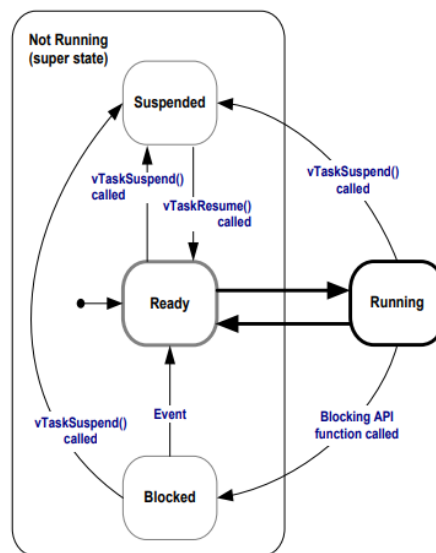 Not Running
(super state)
Suspended
vTaskSuspend()
called
vTaskResume()
called
vTaskSuspend()
called
Ready
Running
Event
vTaskSuspend()
called
Blocking API
function called
Blocked